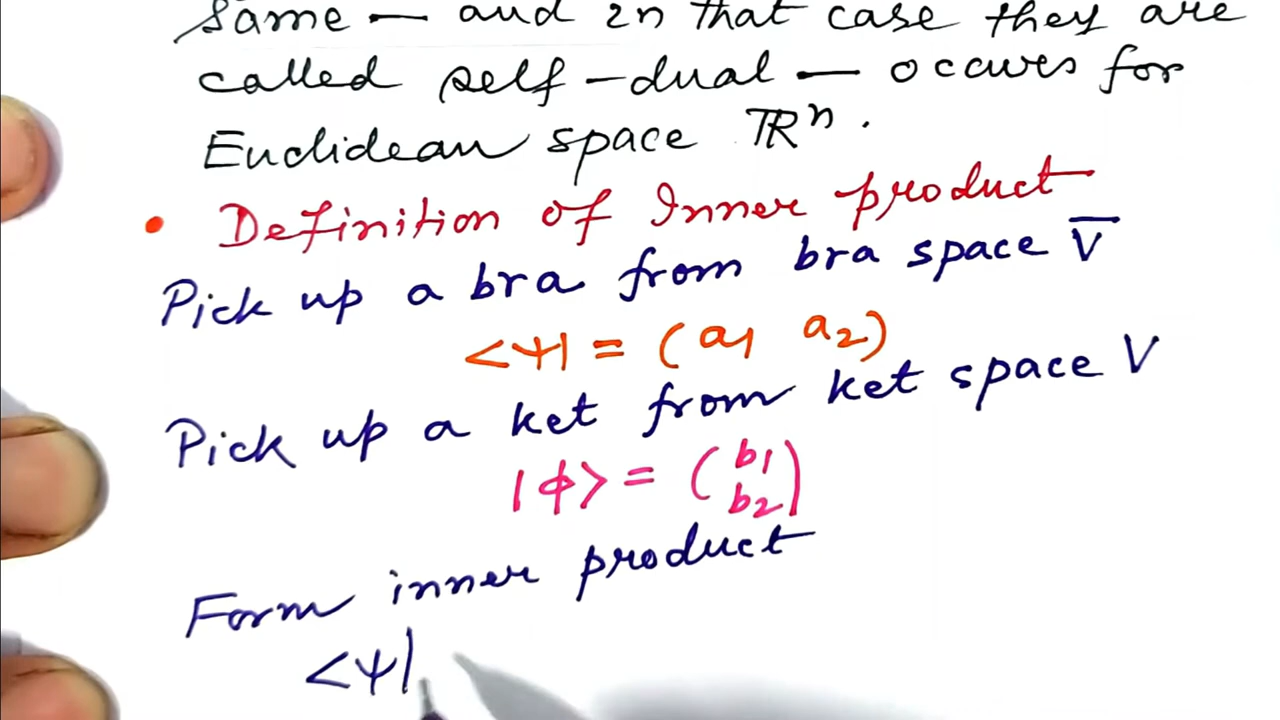 same — and in that case they are
called self-dual — occurs for
Euclidean space ℝⁿ.
• Definition of Inner product
Pick up a bra from bra space V̅
<ψ| = (a₁ a₂)
Pick up a ket from ket space V
|ϕ> = (b₁
b₂)
Form inner product
<ψ|